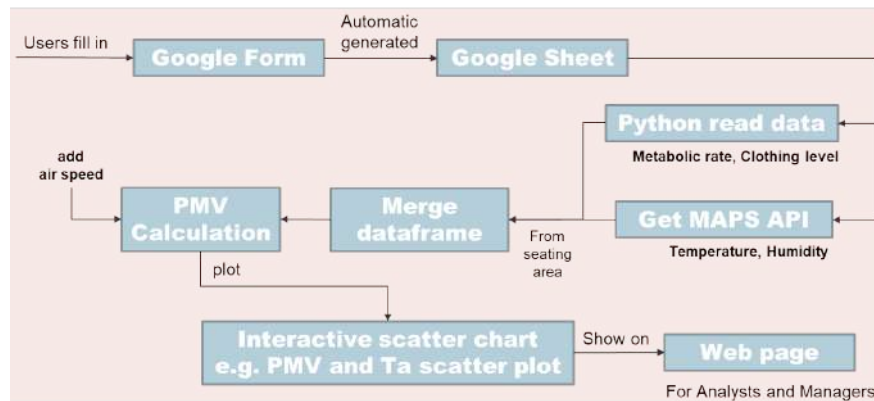 Users fill in
Google Form
Automatic
generated
Google Sheet
Python read data
Metabolic rate, Clothing level
add
air speed
PMV
Calculation
Merge
dataframe
From
seating
area
Get MAPS API
Temperature, Humidity
plot
Interactive scatter chart
e.g. PMV and Ta scatter plot
Show on
Web page
For Analysts and Managers